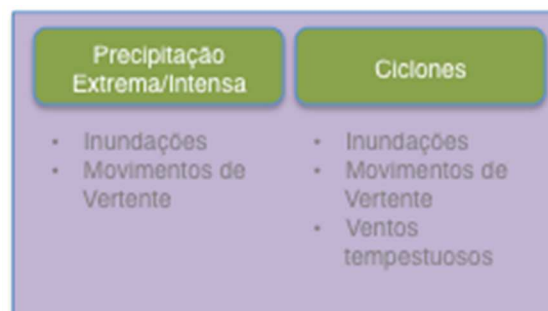 Precipitação
Extrema/Intensa
• Inundações
• Movimentos de
Vertente
Ciclones
• Inundações
• Movimentos de
Vertente
• Ventos
tempestuosos